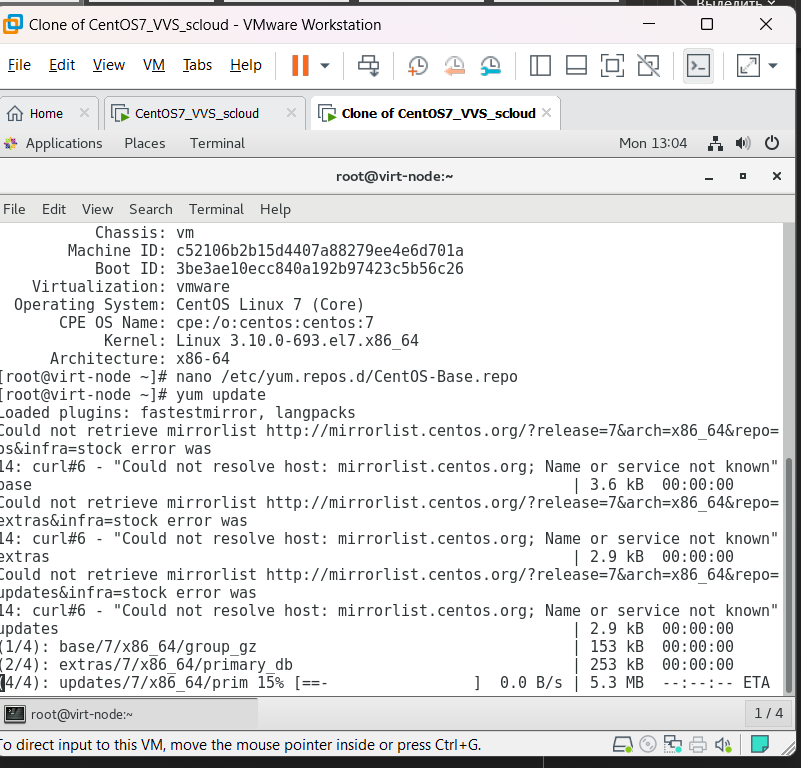 Выделить
Clone of CentOS7_VVS_scloud - VMware Workstation
File Edit View VM Tabs Help
Home CentOS7_VVS_scloud Clone of CentOS7_VVS_scloud
Applications Places Terminal Mon 13:04
root@virt-node:~
File Edit View Search Terminal Help
Chassis: vm
Machine ID: c52106b2b15d4407a88279ee4e6d701a
Boot ID: 3be3ae10ecc840a192b97423c5b56c26
Virtualization: vmware
Operating System: CentOS Linux 7 (Core)
CPE OS Name: cpe:/o:centos:centos:7
Kernel: Linux 3.10.0-693.el7.x86_64
Architecture: x86-64
[root@virt-node ~]# nano /etc/yum.repos.d/CentOS-Base.repo
[root@virt-node ~]# yum update
Loaded plugins: fastestmirror, langpacks
Could not retrieve mirrorlist http://mirrorlist.centos.org/?release=7&arch=x86_64&repo=
os&infra=stock error was
14: curl#6 - "Could not resolve host: mirrorlist.centos.org; Name or service not known"
base | 3.6 kB 00:00:00
Could not retrieve mirrorlist http://mirrorlist.centos.org/?release=7&arch=x86_64&repo=
extras&infra=stock error was
14: curl#6 - "Could not resolve host: mirrorlist.centos.org; Name or service not known"
extras | 2.9 kB 00:00:00
Could not retrieve mirrorlist http://mirrorlist.centos.org/?release=7&arch=x86_64&repo=
updates&infra=stock error was
14: curl#6 - "Could not resolve host: mirrorlist.centos.org; Name or service not known"
updates | 2.9 kB 00:00:00
(1/4): base/7/x86_64/group_gz | 153 kB 00:00:00
(2/4): extras/7/x86_64/primary_db | 253 kB 00:00:00
(4/4): updates/7/x86_64/prim 15% [==- ] 0.0 B/s | 5.3 MB --:--:-- ETA
root@virt-node:~ 1 / 4
To direct input to this VM, move the mouse pointer inside or press Ctrl+G.